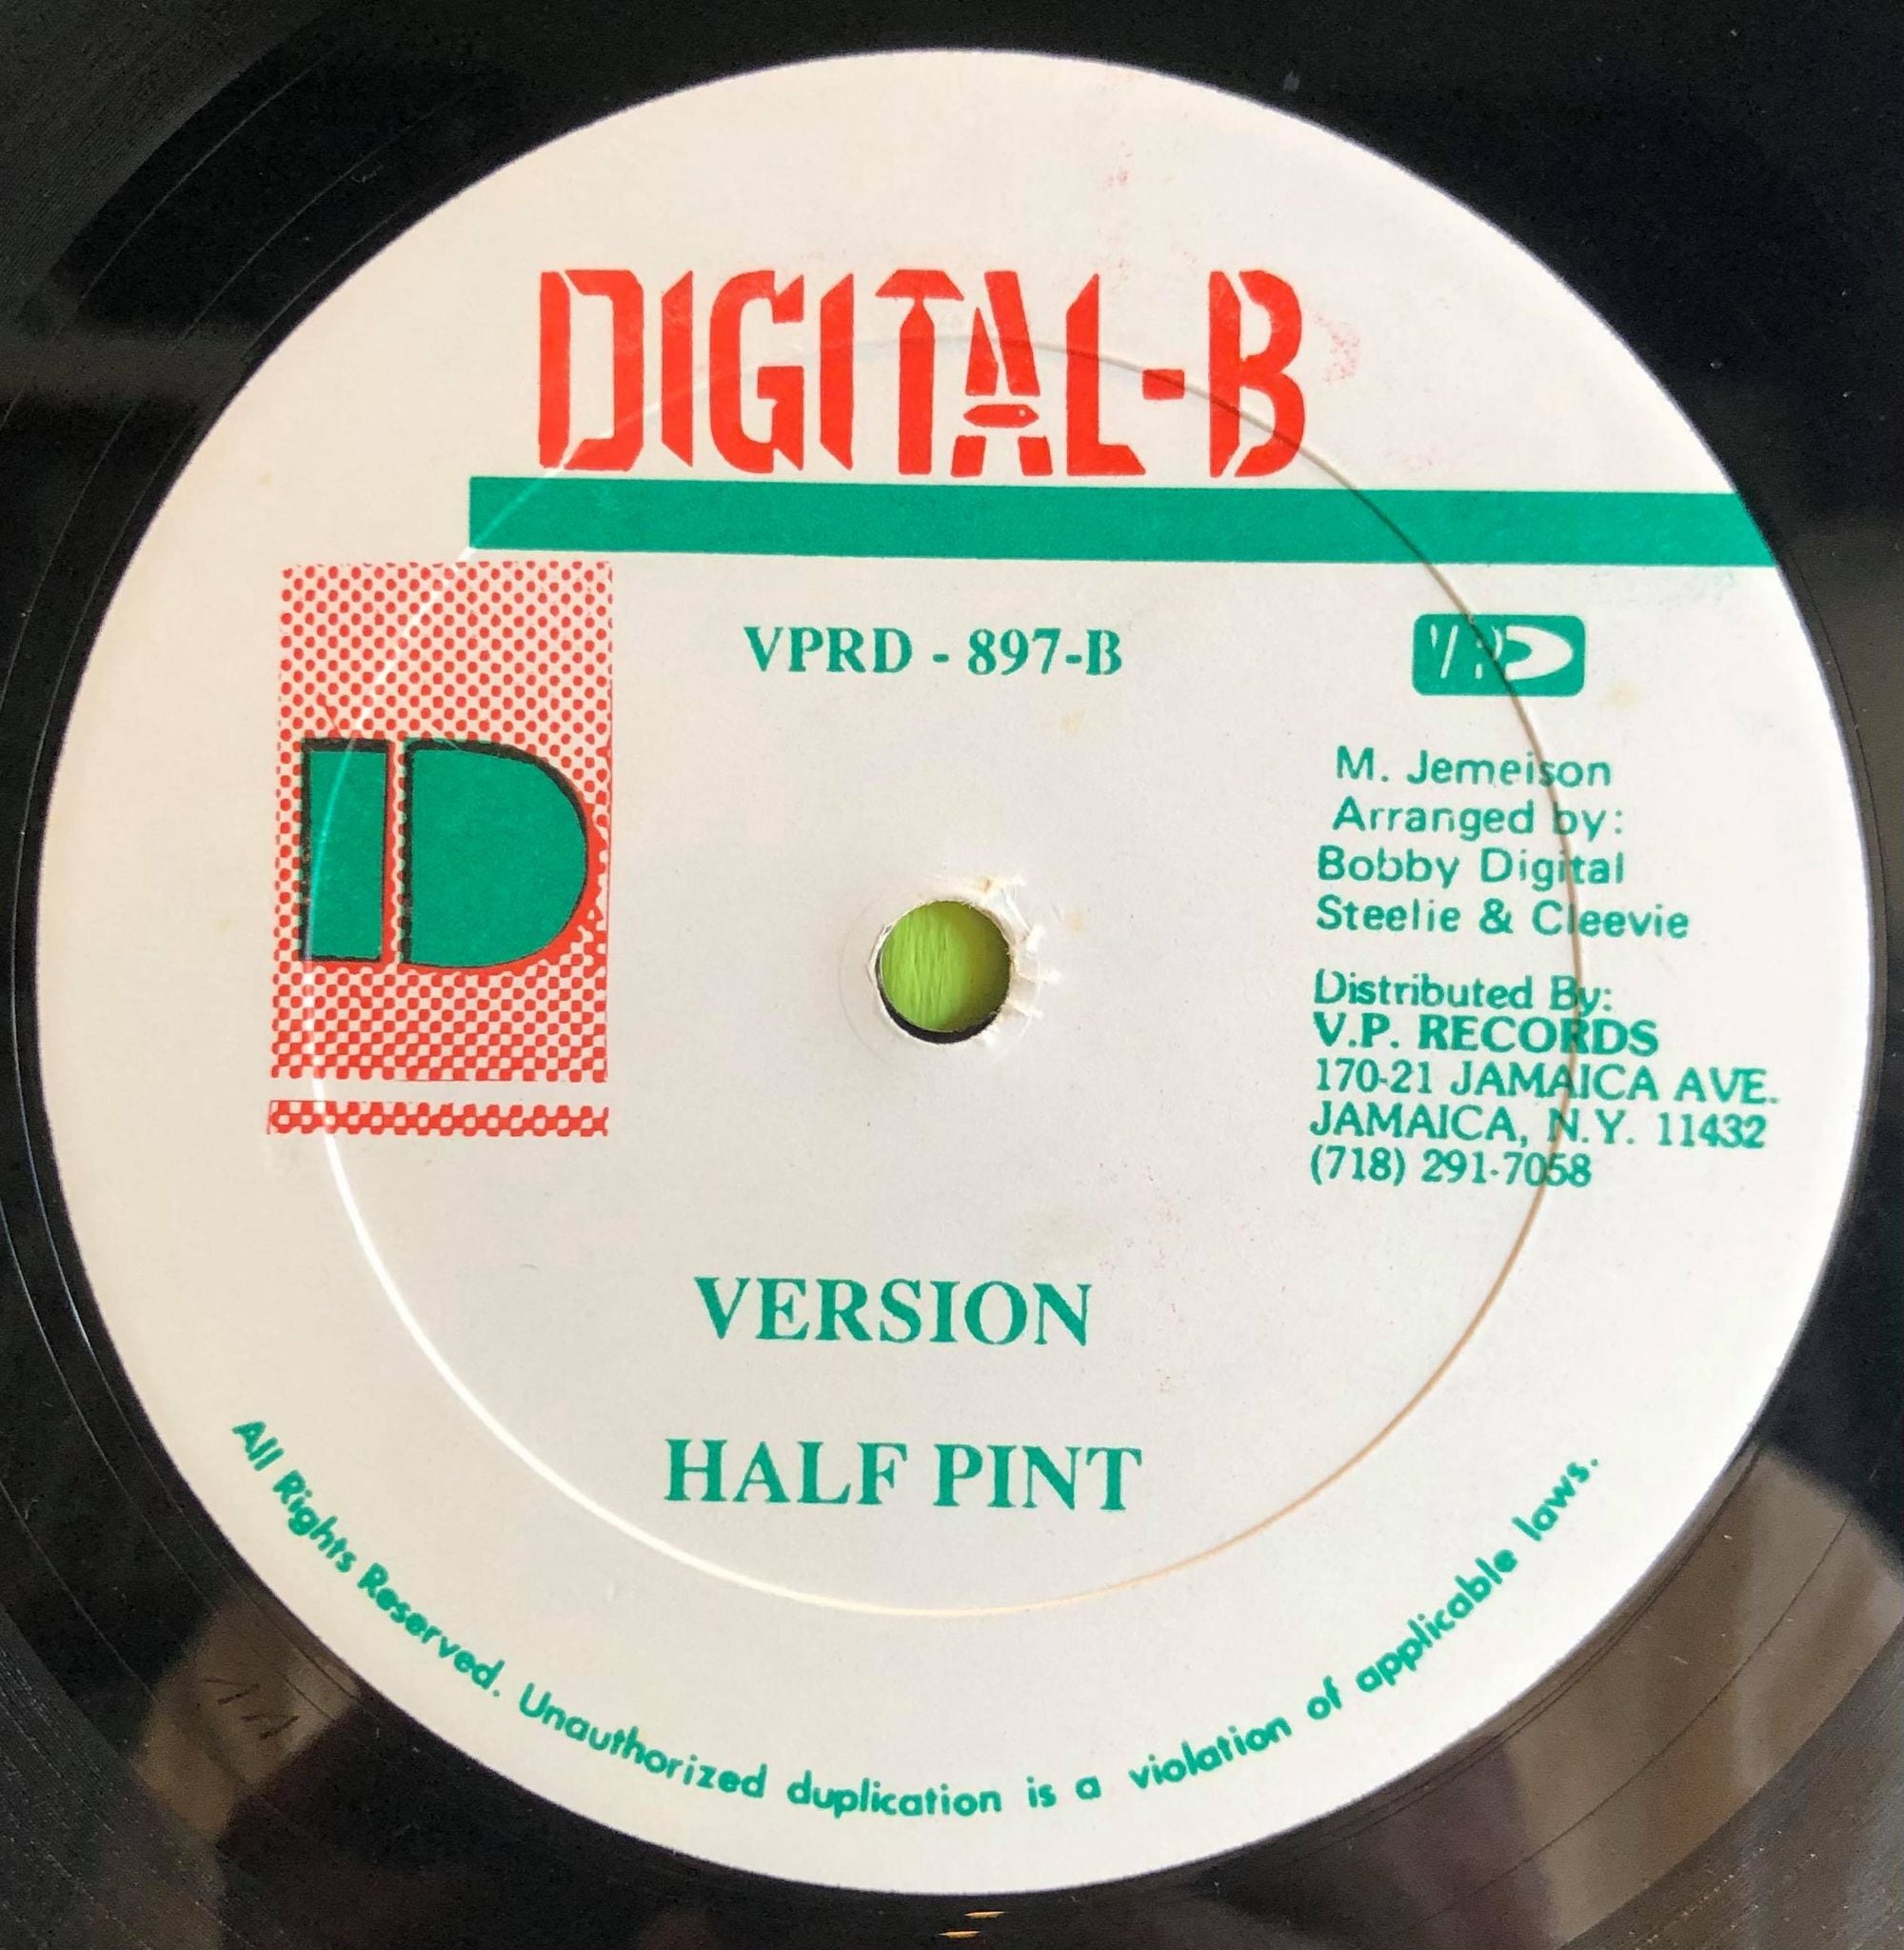 DIGITAL-B
VPRD - 897-B
VP
M. Jemeison
Arranged by:
Bobby Digital
Steelie & Cleevie
Distributed By:
V.P. RECORDS
170-21 JAMAICA AVE.
JAMAICA, N.Y. 11432
(718) 291-7058
D
VERSION
HALF PINT
All Rights Reserved. Unauthorized duplication is a violation of applicable laws.